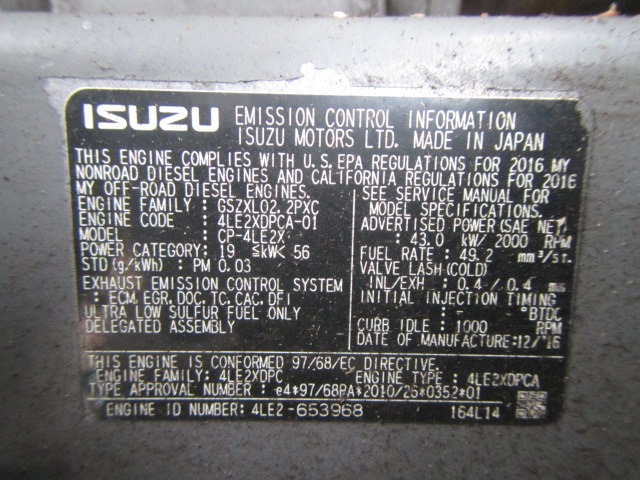 ISUZU EMISSION CONTROL INFORMATION
ISUZU MOTORS LTD. MADE IN JAPAN
THIS ENGINE COMPLIES WITH U.S. EPA REGULATIONS FOR 2016 MY
NONROAD DIESEL ENGINES AND CALIFORNIA REGULATIONS FOR 2016
MY OFF-ROAD DIESEL ENGINES.
ENGINE FAMILY : GSZXL02.2PXC
ENGINE CODE : 4LE2XDPCA-01
MODEL : CP-4LE2X
POWER CATEGORY: 19 ≦kW< 56
STD (g/kWh) : PM 0.03
EXHAUST EMISSION CONTROL SYSTEM
: ECM, EGR, DOC, TC, CAC, DFI
ULTRA LOW SULFUR FUEL ONLY
DELEGATED ASSEMBLY
SEE SERVICE MANUAL FOR
MODEL SPECIFICATIONS.
ADVERTISED POWER(SAE NET)
: 43.0 kW/ 2000 RPM
FUEL RATE : 49.2 mm³/st.
VALVE LASH(COLD)
INL/EXH : 0.4 / 0.4 mm
INITIAL INJECTION TIMING
: - °BTDC
CURB IDLE : 1000 RPM
DATE OF MANUFACTURE:12/'16
THIS ENGINE IS CONFORMED 97/68/EC DIRECTIVE.
ENGINE FAMILY: 4LE2XDPC ENGINE TYPE : 4LE2XDPCA
TYPE APPROVAL NUMBER : e4*97/68PA*2010/26*0352*01
ENGINE ID NUMBER: 4LE2-653968 164L14